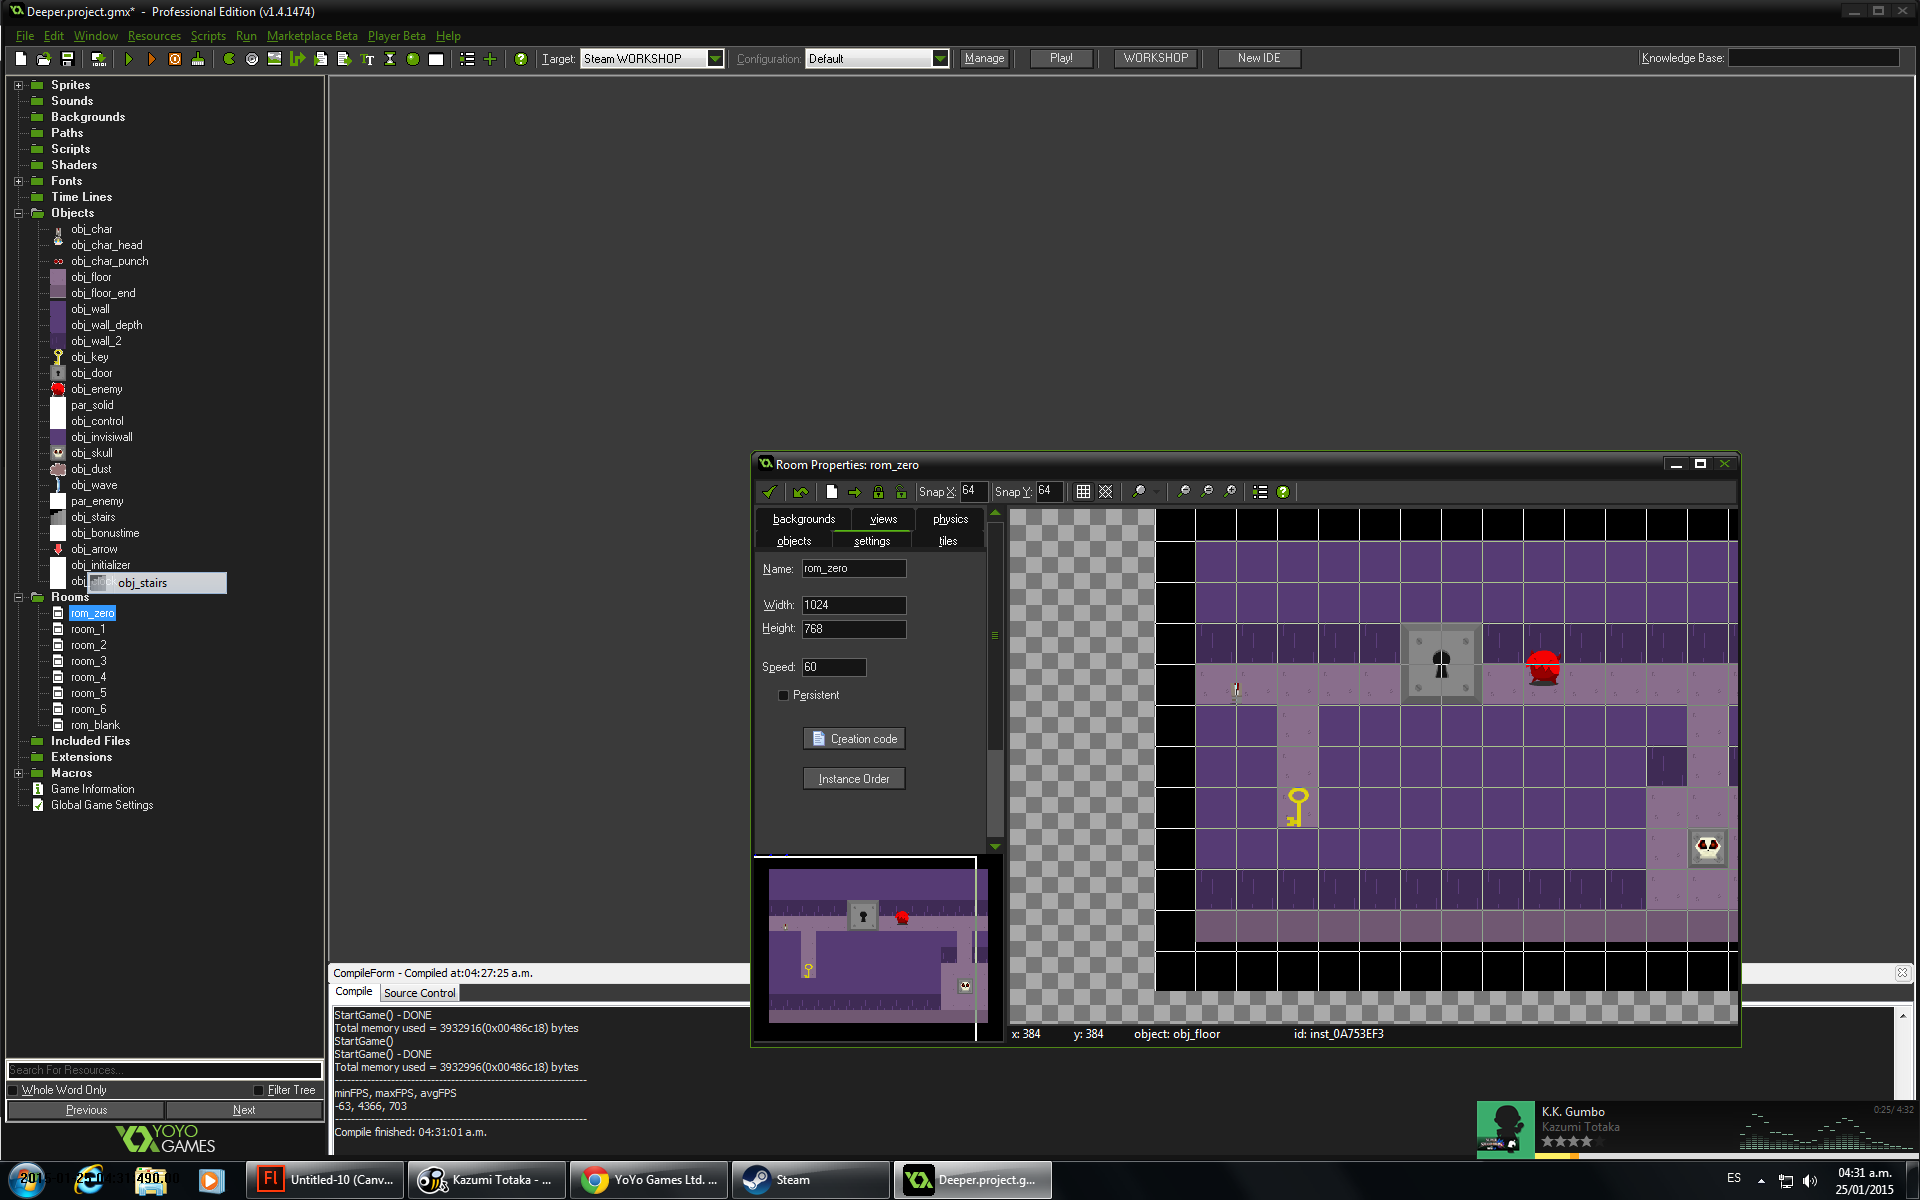 Deeper.project.gmx* - Professional Edition (v1.4.1474)
File Edit Window Resources Scripts Run Marketplace Beta Player Beta Help
Target: Steam WORKSHOP Configuration: Default Manage Play! WORKSHOP New IDE Knowledge Base:
Sprites
Sounds
Backgrounds
Paths
Scripts
Shaders
Fonts
Time Lines
Objects
obj_char
obj_char_head
obj_char_punch
obj_floor
obj_floor_end
obj_wall
obj_wall_depth
obj_wall_2
obj_key
obj_door
obj_enemy
par_solid
obj_control
obj_invisiwall
obj_skull
obj_dust
obj_wave
par_enemy
obj_stairs
obj_bonustime
obj_arrow
obj_initializer
obj_stairs
Rooms
rom_zero
room_1
room_2
room_3
room_4
room_5
room_6
rom_blank
Included Files
Extensions
Macros
Game Information
Global Game Settings
Search For Resources...
Whole Word Only Filter Tree
Previous Next
YOYO GAMES
Room Properties: rom_zero
Snap X: 64 Snap Y: 64
backgrounds views physics
objects settings tiles
Name: rom_zero
Width: 1024
Height: 768
Speed: 60
Persistent
Creation code
Instance Order
x: 384 y: 384 object: obj_floor id: inst_0A753EF3
CompileForm - Compiled at:04:27:25 a.m.
Compile Source Control
StartGame() - DONE
Total memory used = 3932916(0x00486c18) bytes
StartGame()
StartGame() - DONE
Total memory used = 3932996(0x00486c18) bytes
minFPS, maxFPS, avgFPS
-63, 4366, 703
Compile finished: 04:31:01 a.m.
K.K. Gumbo
Kazumi Totaka
0:25/ 4:32
Untitled-10 (Canv...
Kazumi Totaka - ...
YoYo Games Ltd. ...
Steam
Deeper.project.g...
ES
04:31 a.m.
25/01/2015